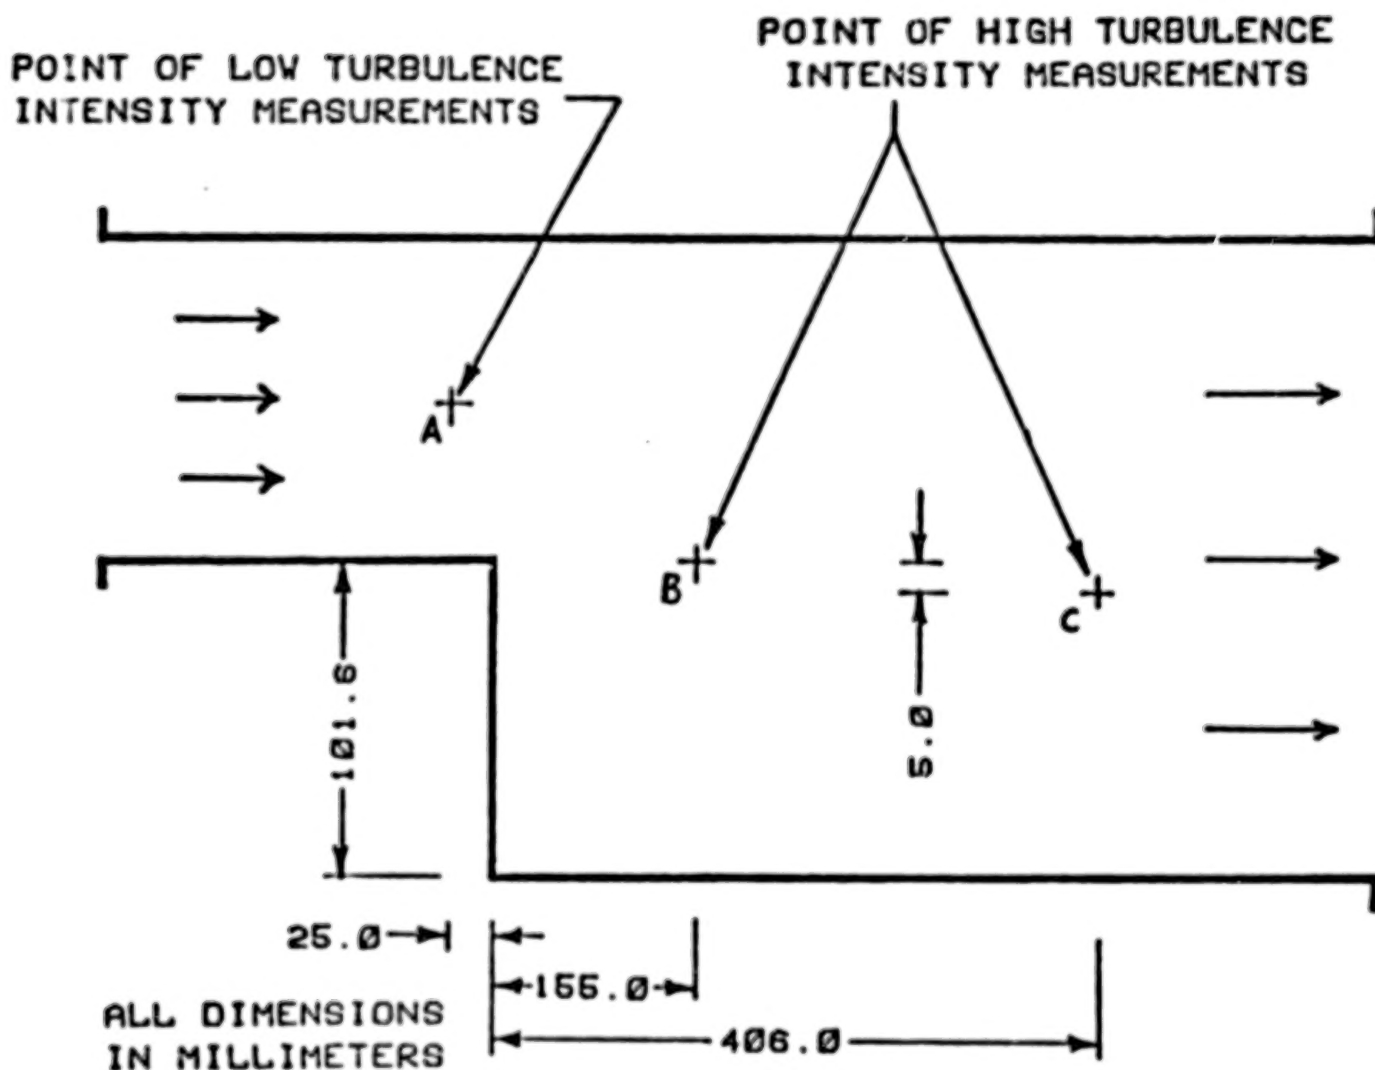 POINT OF HIGH TURBULENCE
INTENSITY MEASUREMENTS
POINT OF LOW TURBULENCE
INTENSITY MEASUREMENTS
A
B
C
101.6
5.0
25.0
155.0
406.0
ALL DIMENSIONS
IN MILLIMETERS